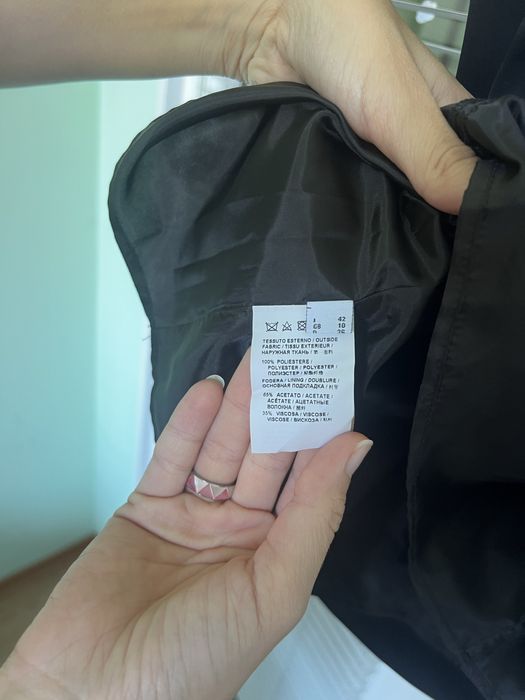 I 42
GB 10
D 36
TESSUTO ESTERNO / OUTSIDE
FABRIC / TISSU EXTERIEUR /
НАРУЖНАЯ ТКАНЬ /
100% POLIESTERE /
POLYESTER / POLYESTER /
ПОЛИЭСТЕР /
FODERA / LINING / DOUBLURE /
ОСНОВНАЯ ПОДКЛАДКА /
65% ACETATO / ACETATE /
ACÉTATE / АЦЕТАТНЫЕ
ВОЛОКНА /
35% VISCOSA / VISCOSE /
VISCOSE / ВИСКОЗА /